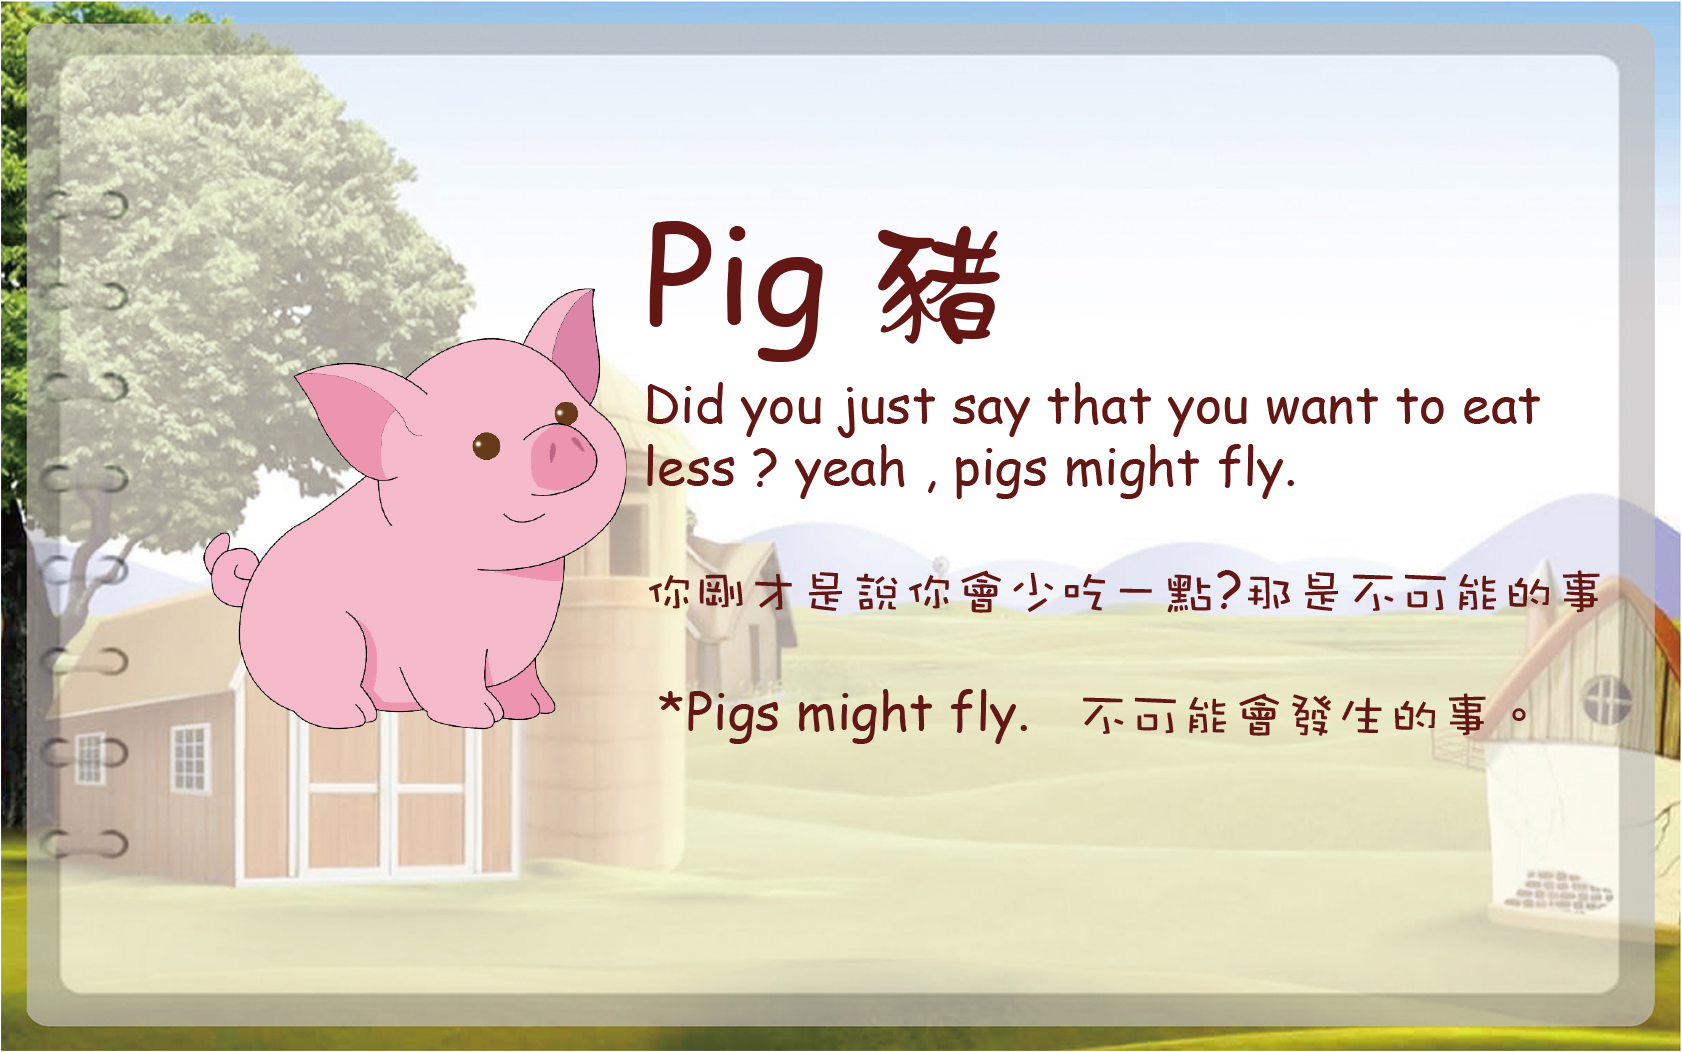 Pig 豬
Did you just say that you want to eat
less ? yeah , pigs might fly.
你剛才是說你會少吃一點?那是不可能的事
*Pigs might fly. 不可能會發生的事。